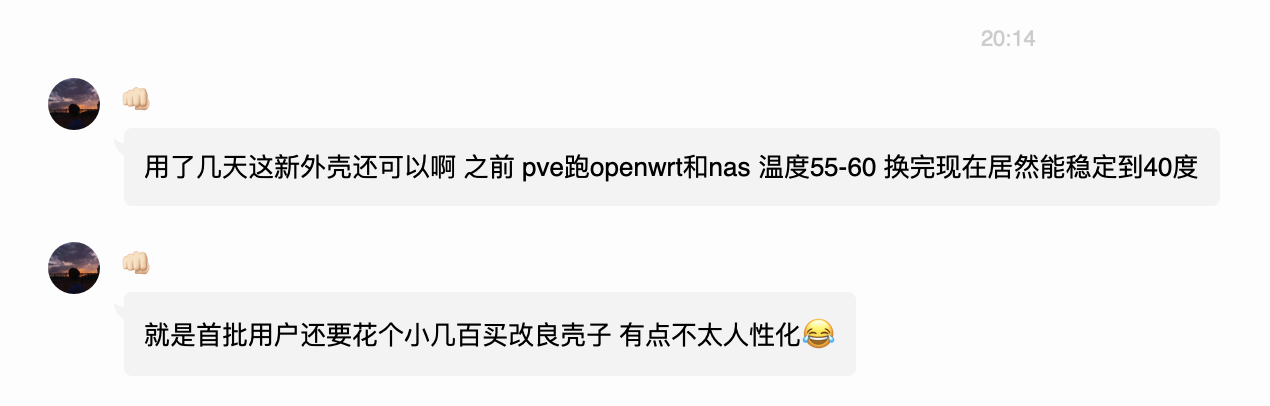 20:14
👊🏻
用了几天这新外壳还可以啊 之前 pve跑openwrt和nas 温度55-60 换完现在居然能稳定到40度
👊🏻
就是首批用户还要花个小几百买改良壳子 有点不太人性化😂